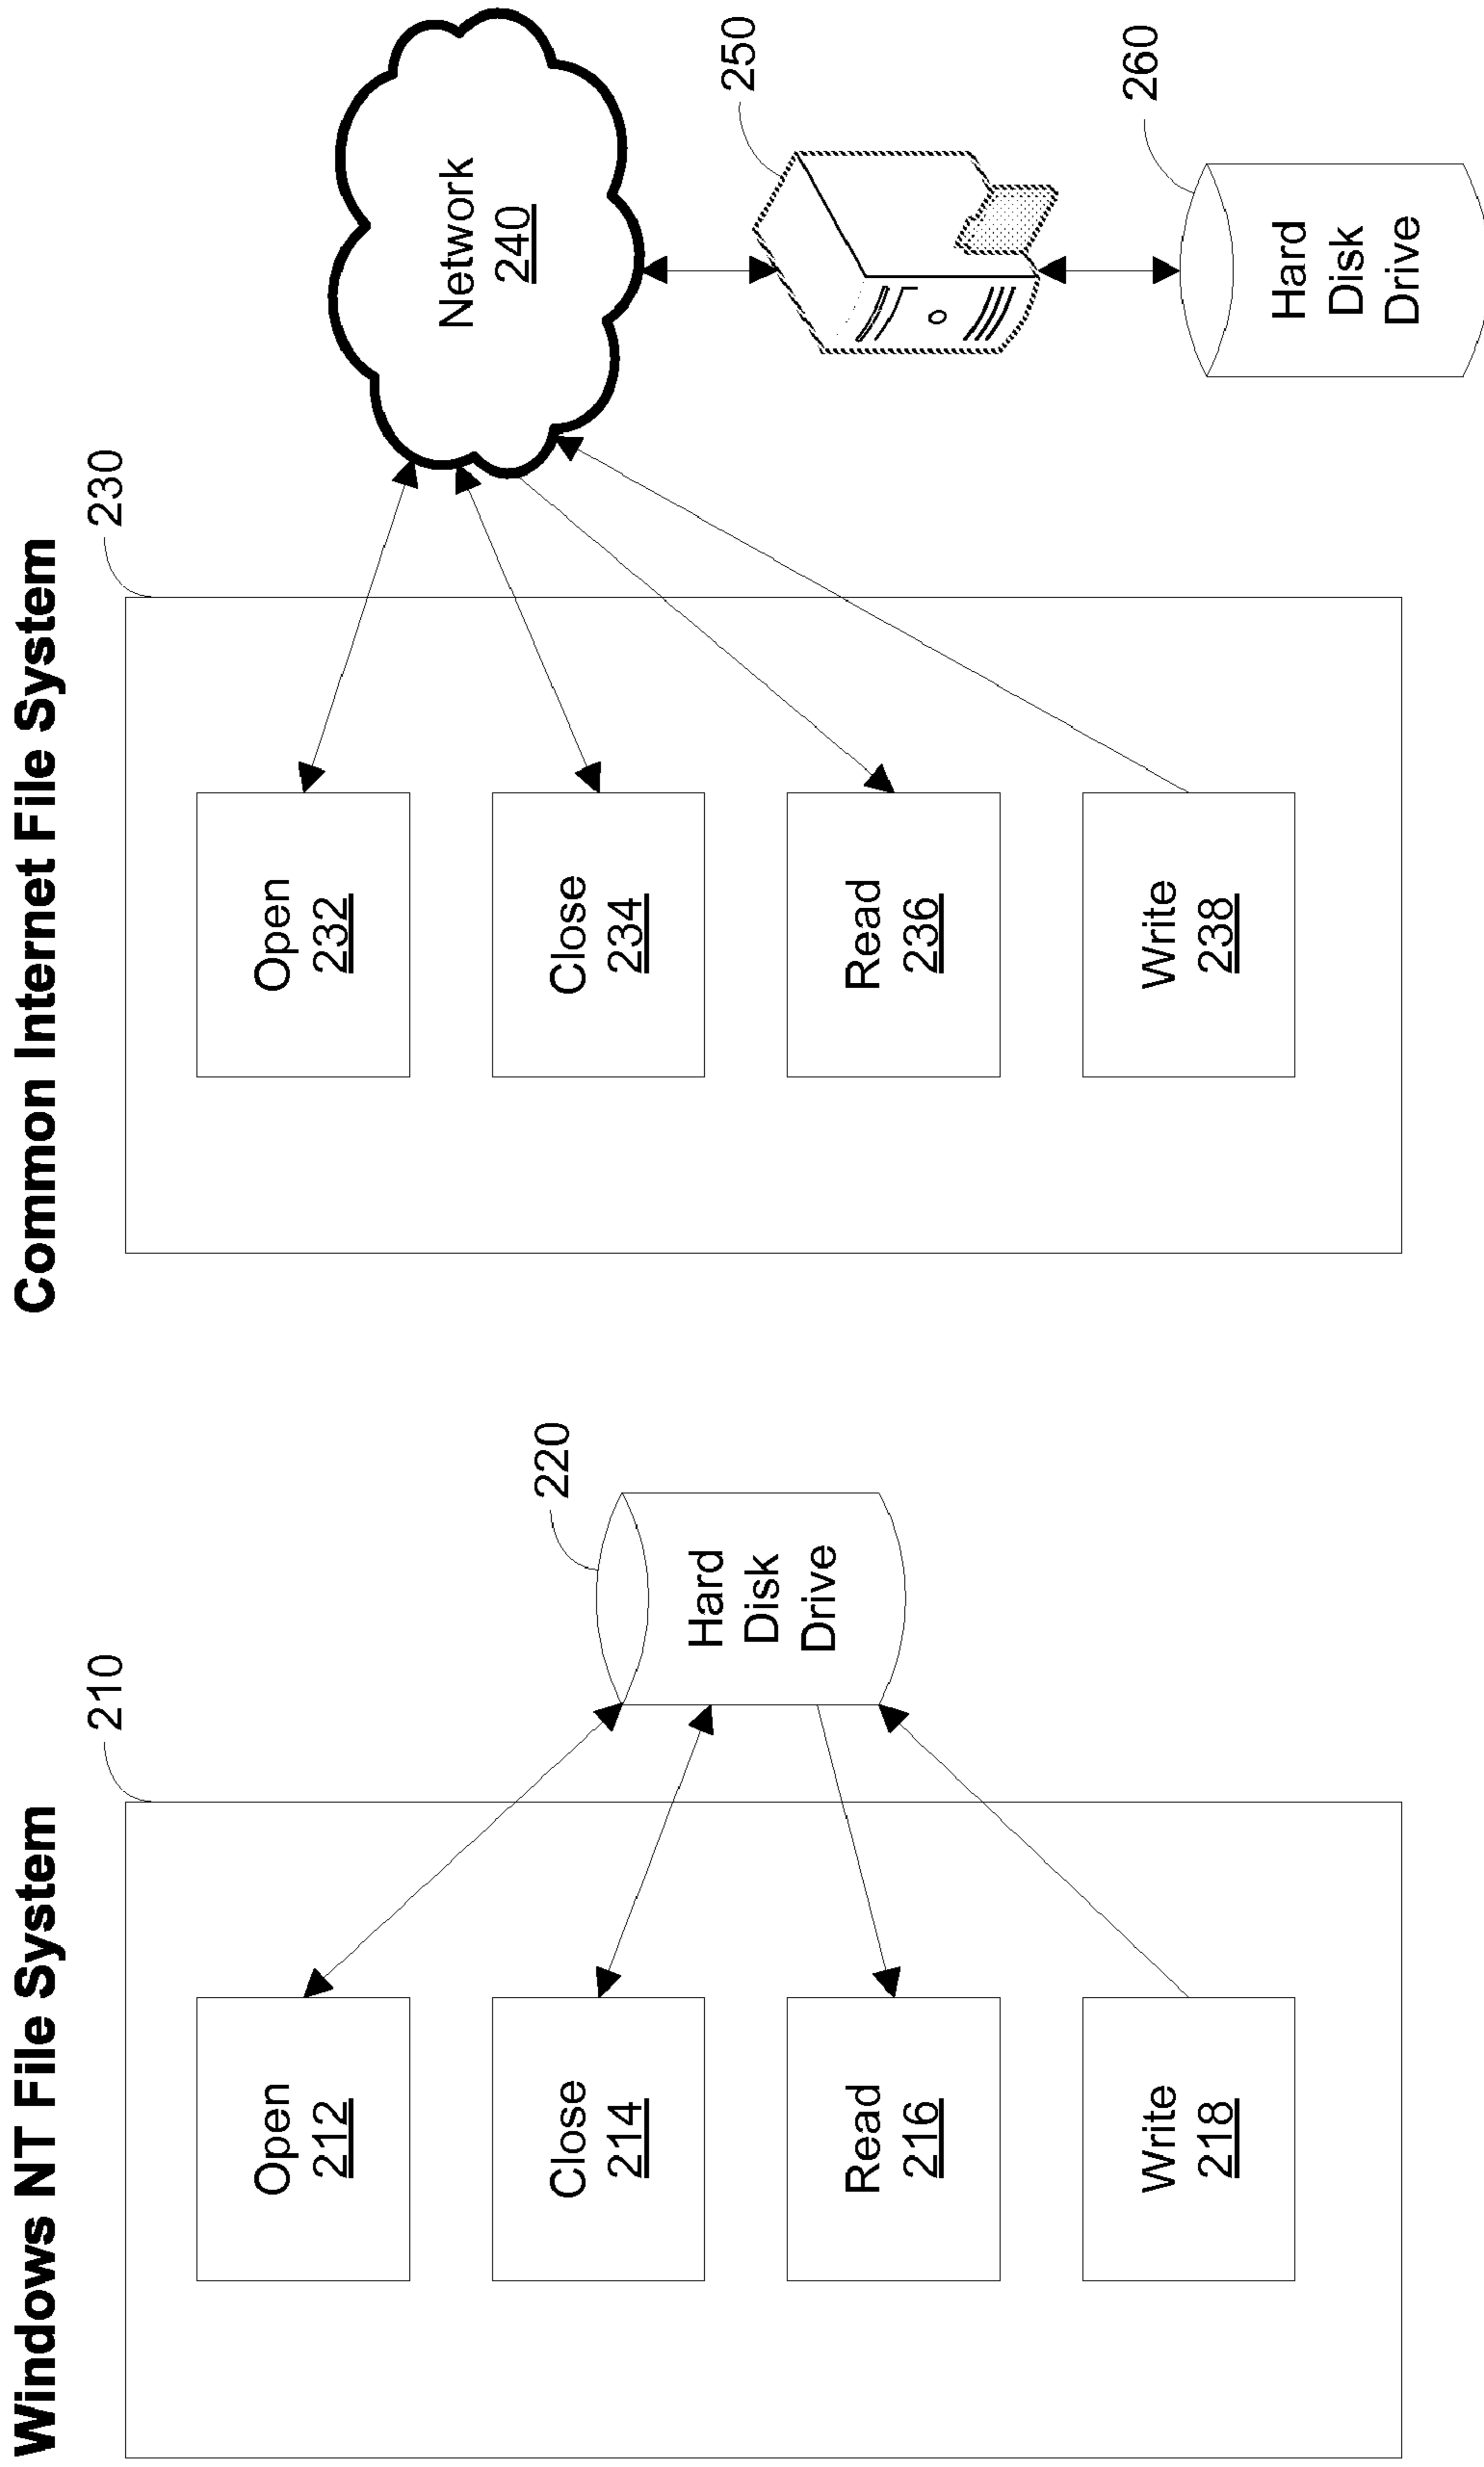 Windows NT File System
210
Open
212
Close
214
Read
216
Write
218
220
Hard
Disk
Drive
Common Internet File System
230
Open
232
Close
234
Read
236
Write
238
Network
240
250
260
Hard
Disk
Drive